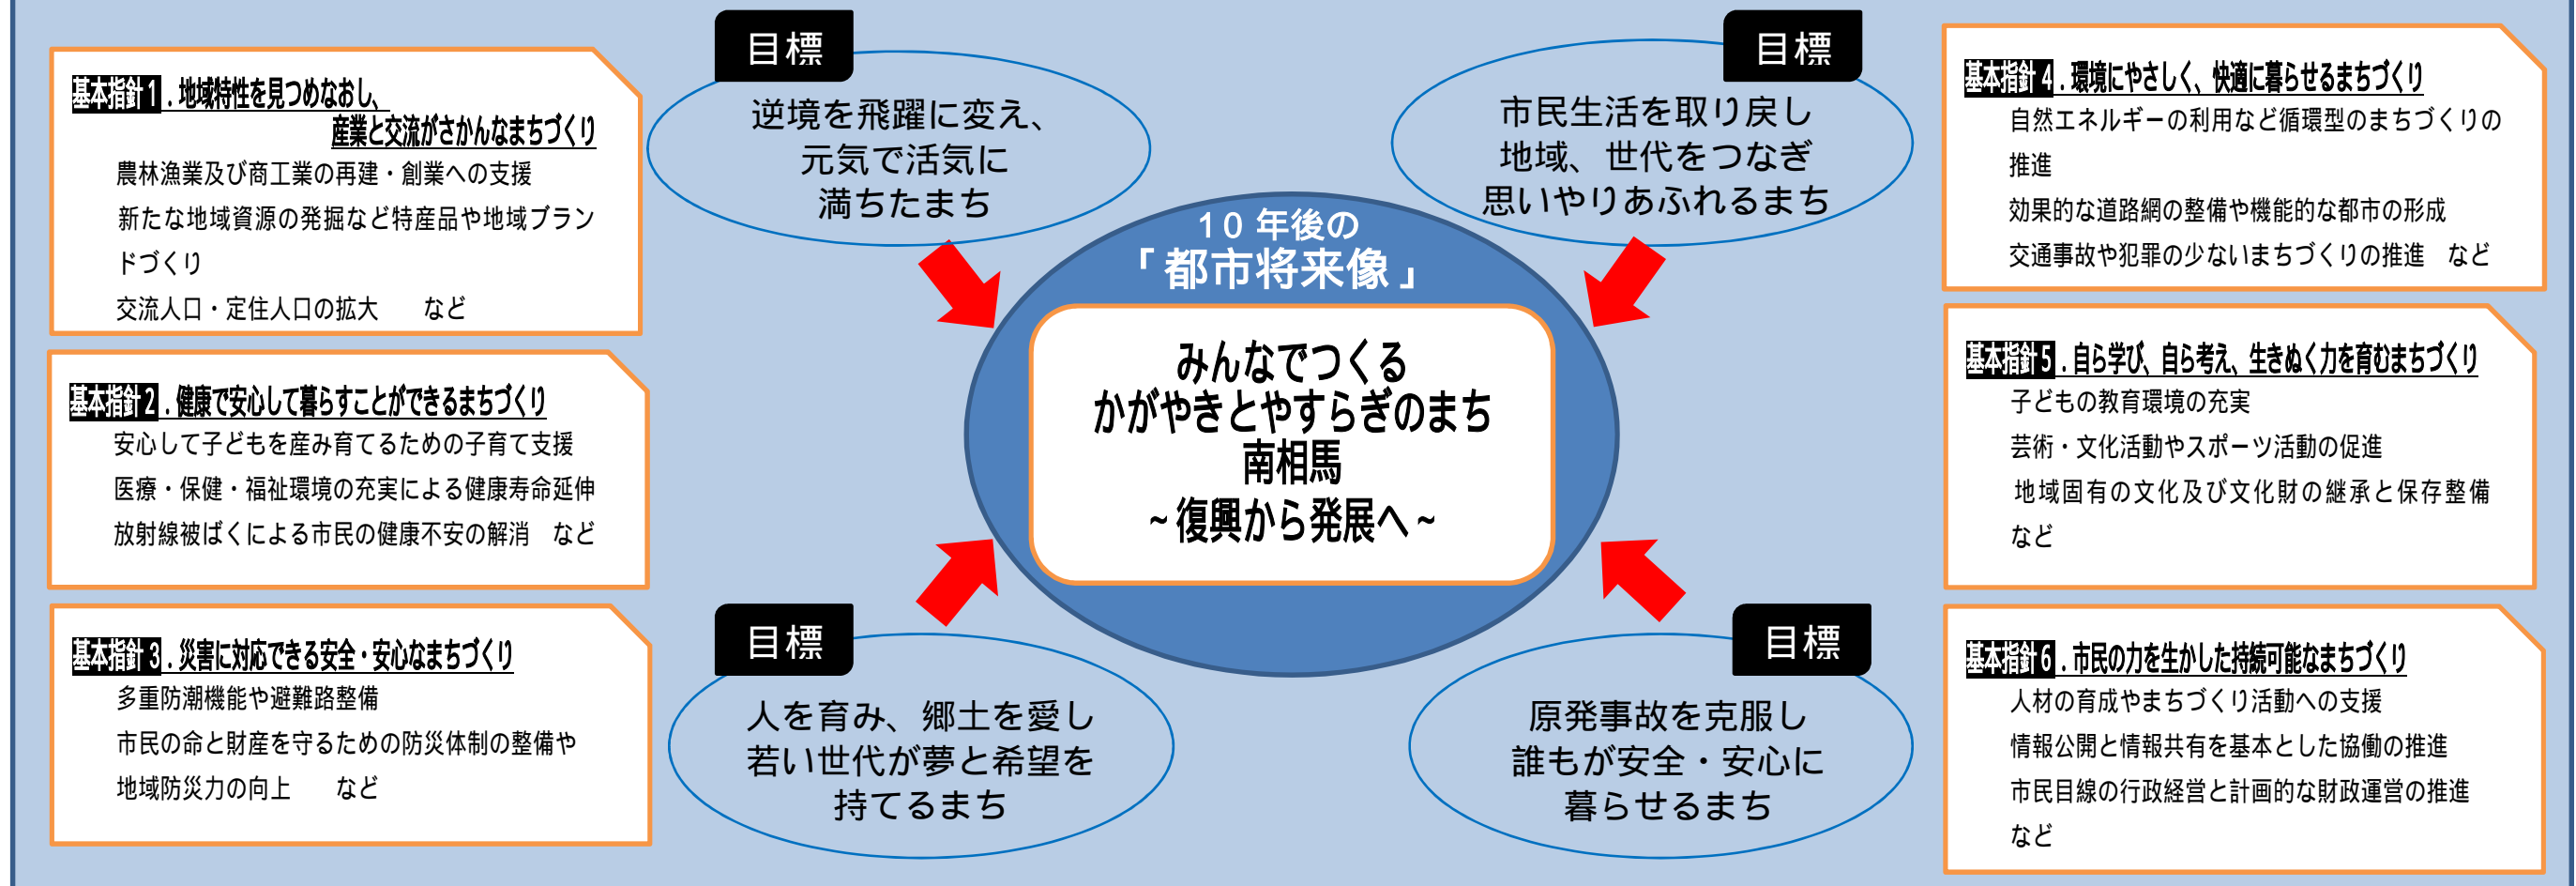 基本指針1．地域特性を見つめなおし、
産業と交流がさかんなまちづくり
農林漁業及び商工業の再建・創業への支援
新たな地域資源の発掘など特産品や地域ブラン
ドづくり
交流人口・定住人口の拡大　など
基本指針2．健康で安心して暮らすことができるまちづくり
安心して子どもを産み育てるための子育て支援
医療・保健・福祉環境の充実による健康寿命延伸
放射線被ばくによる市民の健康不安の解消　など
基本指針3．災害に対応できる安全・安心なまちづくり
多重防潮機能や避難路整備
市民の命と財産を守るための防災体制の整備や
地域防災力の向上　など
目標
逆境を飛躍に変え、
元気で活気に
満ちたまち
目標
市民生活を取り戻し
地域、世代をつなぎ
思いやりあふれるまち
10年後の
「都市将来像」
みんなでつくる
かがやきとやすらぎのまち
南相馬
~復興から発展へ~
目標
人を育み、郷土を愛し
若い世代が夢と希望を
持てるまち
目標
原発事故を克服し
誰もが安全・安心に
暮らせるまち
基本指針4．環境にやさしく、快適に暮らせるまちづくり
自然エネルギーの利用など循環型のまちづくりの
推進
効果的な道路網の整備や機能的な都市の形成
交通事故や犯罪の少ないまちづくりの推進　など
基本指針5．自ら学び、自ら考え、生きぬく力を育むまちづくり
子どもの教育環境の充実
芸術・文化活動やスポーツ活動の促進
地域固有の文化及び文化財の継承と保存整備
など
基本指針6．市民の力を生かした持続可能なまちづくり
人材の育成やまちづくり活動への支援
情報公開と情報共有を基本とした協働の推進
市民目線の行政経営と計画的な財政運営の推進
など